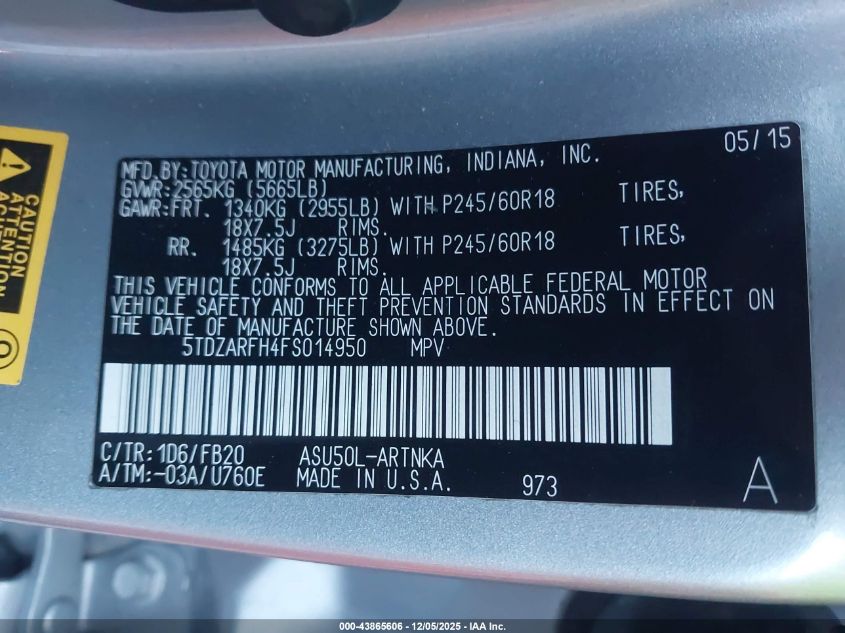 CAUTION
ATTENTION
05/15
MFD.BY:TOYOTA MOTOR MANUFACTURING, INDIANA, INC.
GVWR:2565KG (5665LB)
GAWR:FRT. 1340KG (2955LB) WITH P245/60R18 TIRES,
18X7.5J RIMS.
RR. 1485KG (3275LB) WITH P245/60R18 TIRES,
18X7.5J RIMS.
THIS VEHICLE CONFORMS TO ALL APPLICABLE FEDERAL MOTOR
VEHICLE SAFETY AND THEFT PREVENTION STANDARDS IN EFFECT ON
THE DATE OF MANUFACTURE SHOWN ABOVE.
5TDZARFH4FS014950 MPV
C/TR:1D6/FB20 ASU50L-ARTNKA
A/TM:-03A/U760E MADE IN U.S.A. 973 A
000-43865606 - 12/05/2025 - IAA Inc.